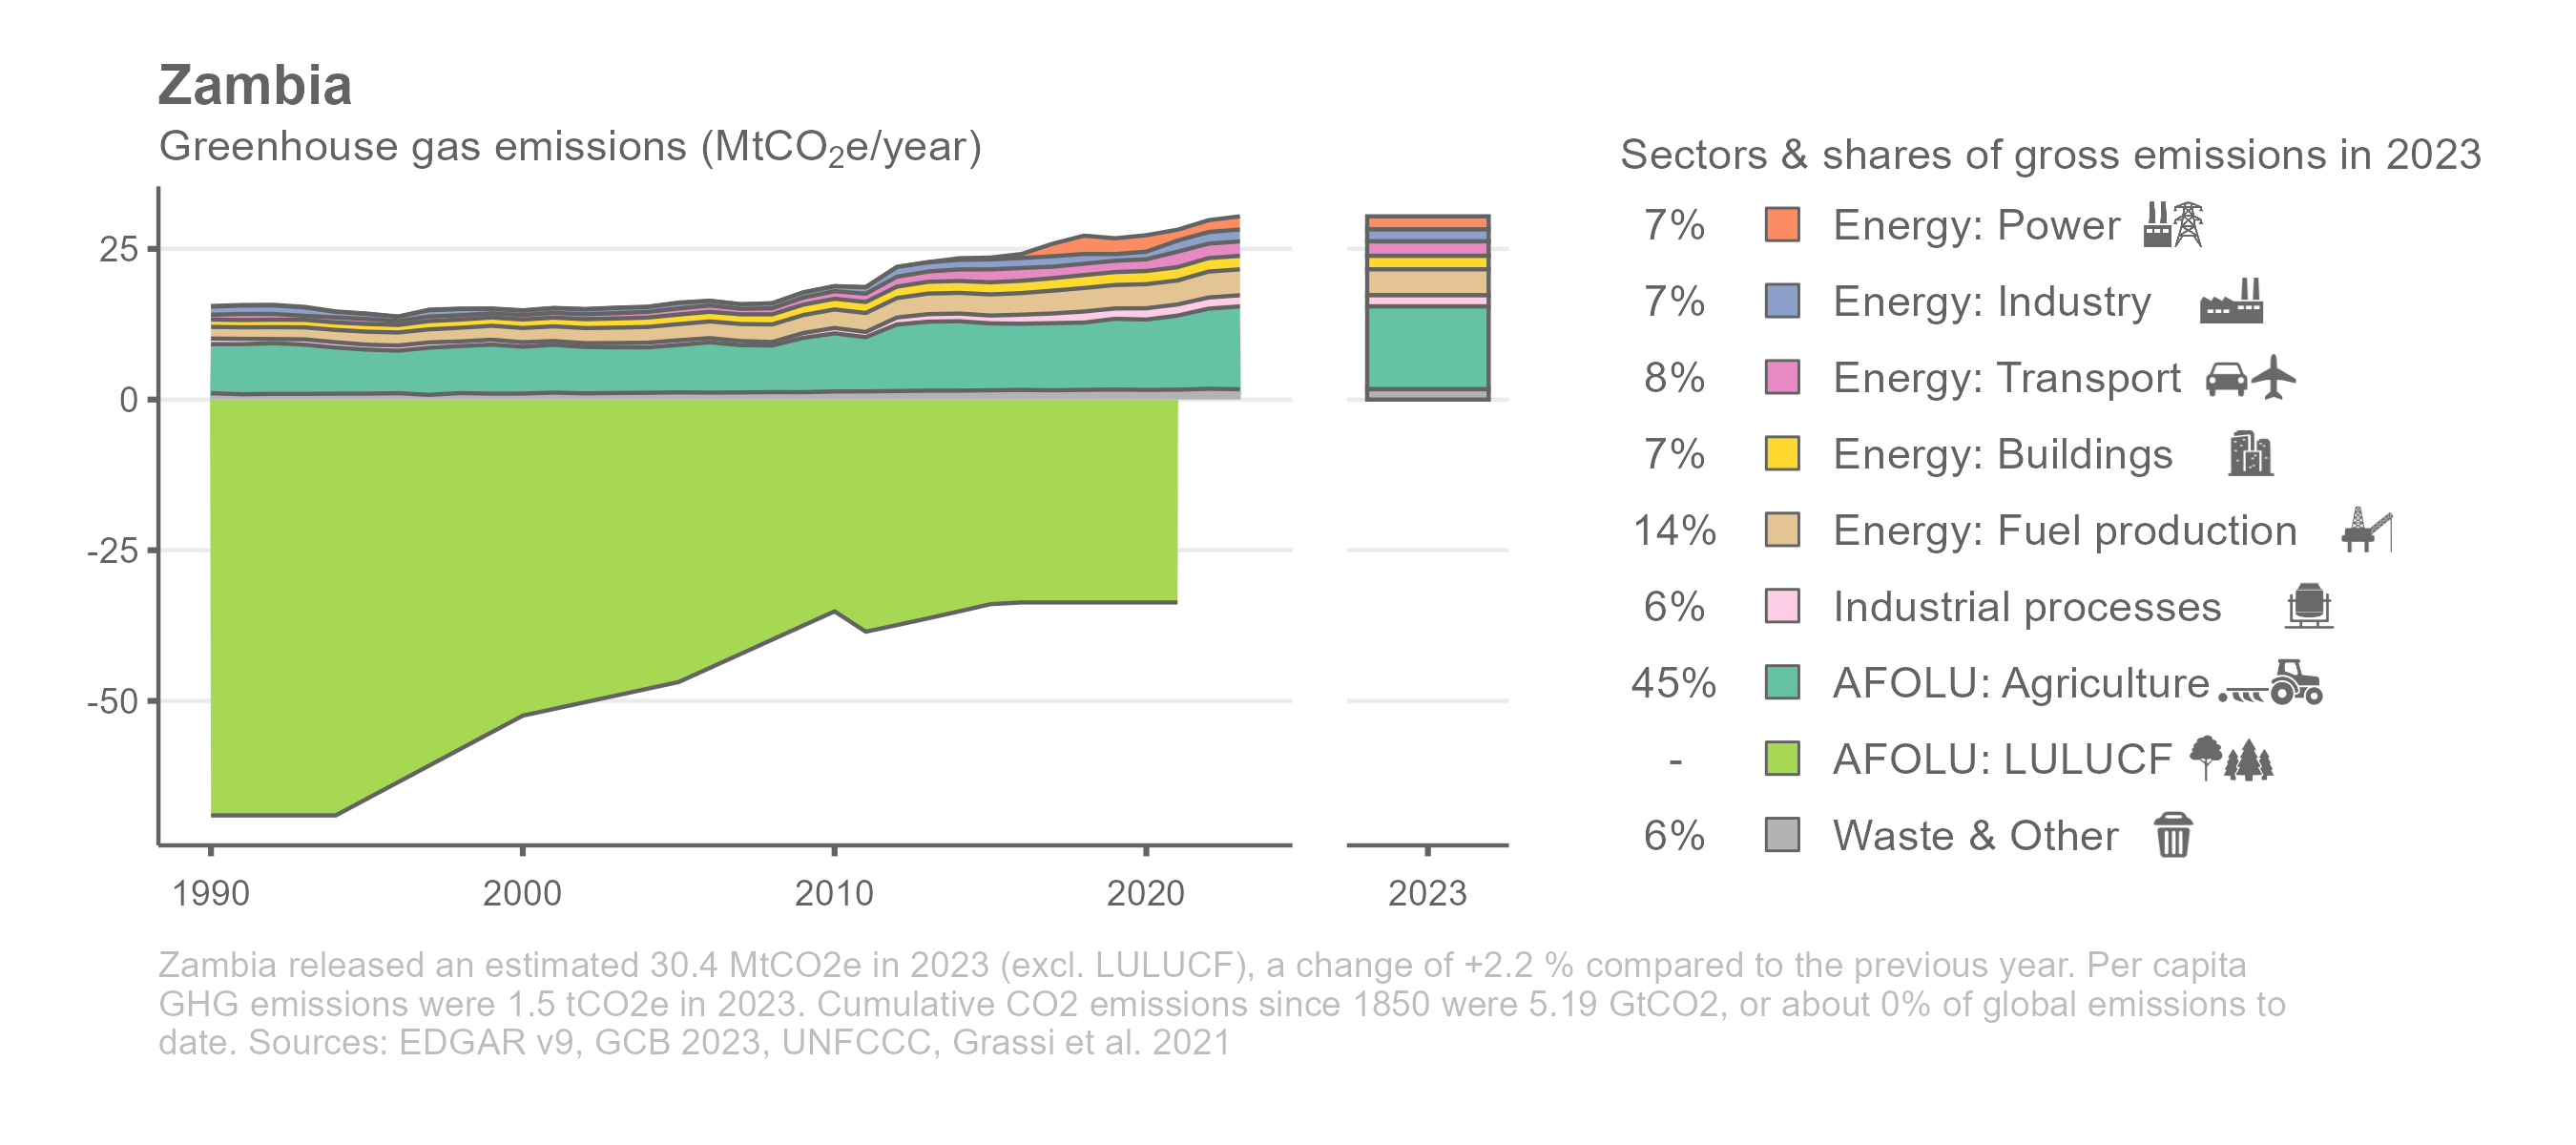 Zambia
Greenhouse gas emissions (MtCO₂e/year)
25
0
-25
-50
1990
2000
2010
2020
2023
Sectors & shares of gross emissions in 2023
7% Energy: Power
7% Energy: Industry
8% Energy: Transport
7% Energy: Buildings
14% Energy: Fuel production
6% Industrial processes
45% AFOLU: Agriculture
- AFOLU: LULUCF
6% Waste & Other
Zambia released an estimated 30.4 MtCO2e in 2023 (excl. LULUCF), a change of +2.2 % compared to the previous year. Per capita
GHG emissions were 1.5 tCO2e in 2023. Cumulative CO2 emissions since 1850 were 5.19 GtCO2, or about 0% of global emissions to
date. Sources: EDGAR v9, GCB 2023, UNFCCC, Grassi et al. 2021